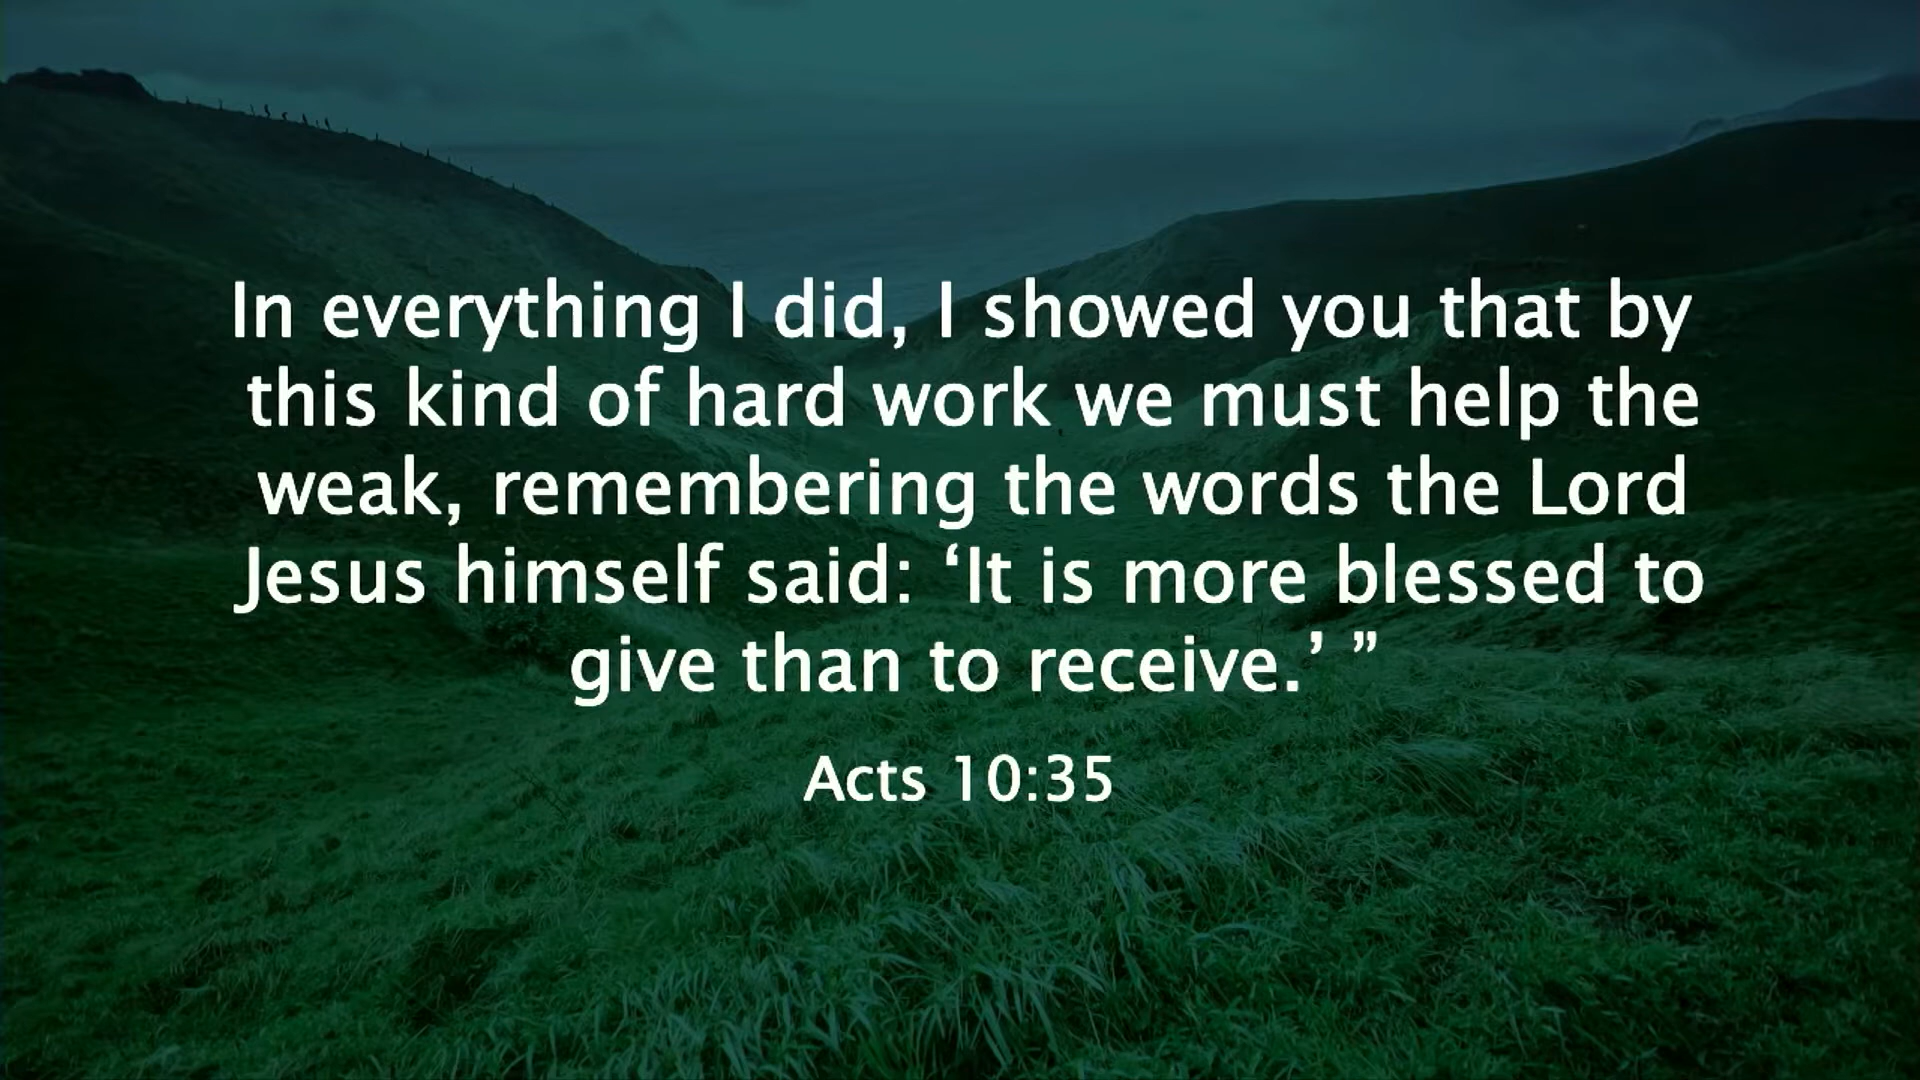 In everything I did, I showed you that by
this kind of hard work we must help the
weak, remembering the words the Lord
Jesus himself said: ‘It is more blessed to
give than to receive.’ ”
Acts 10:35